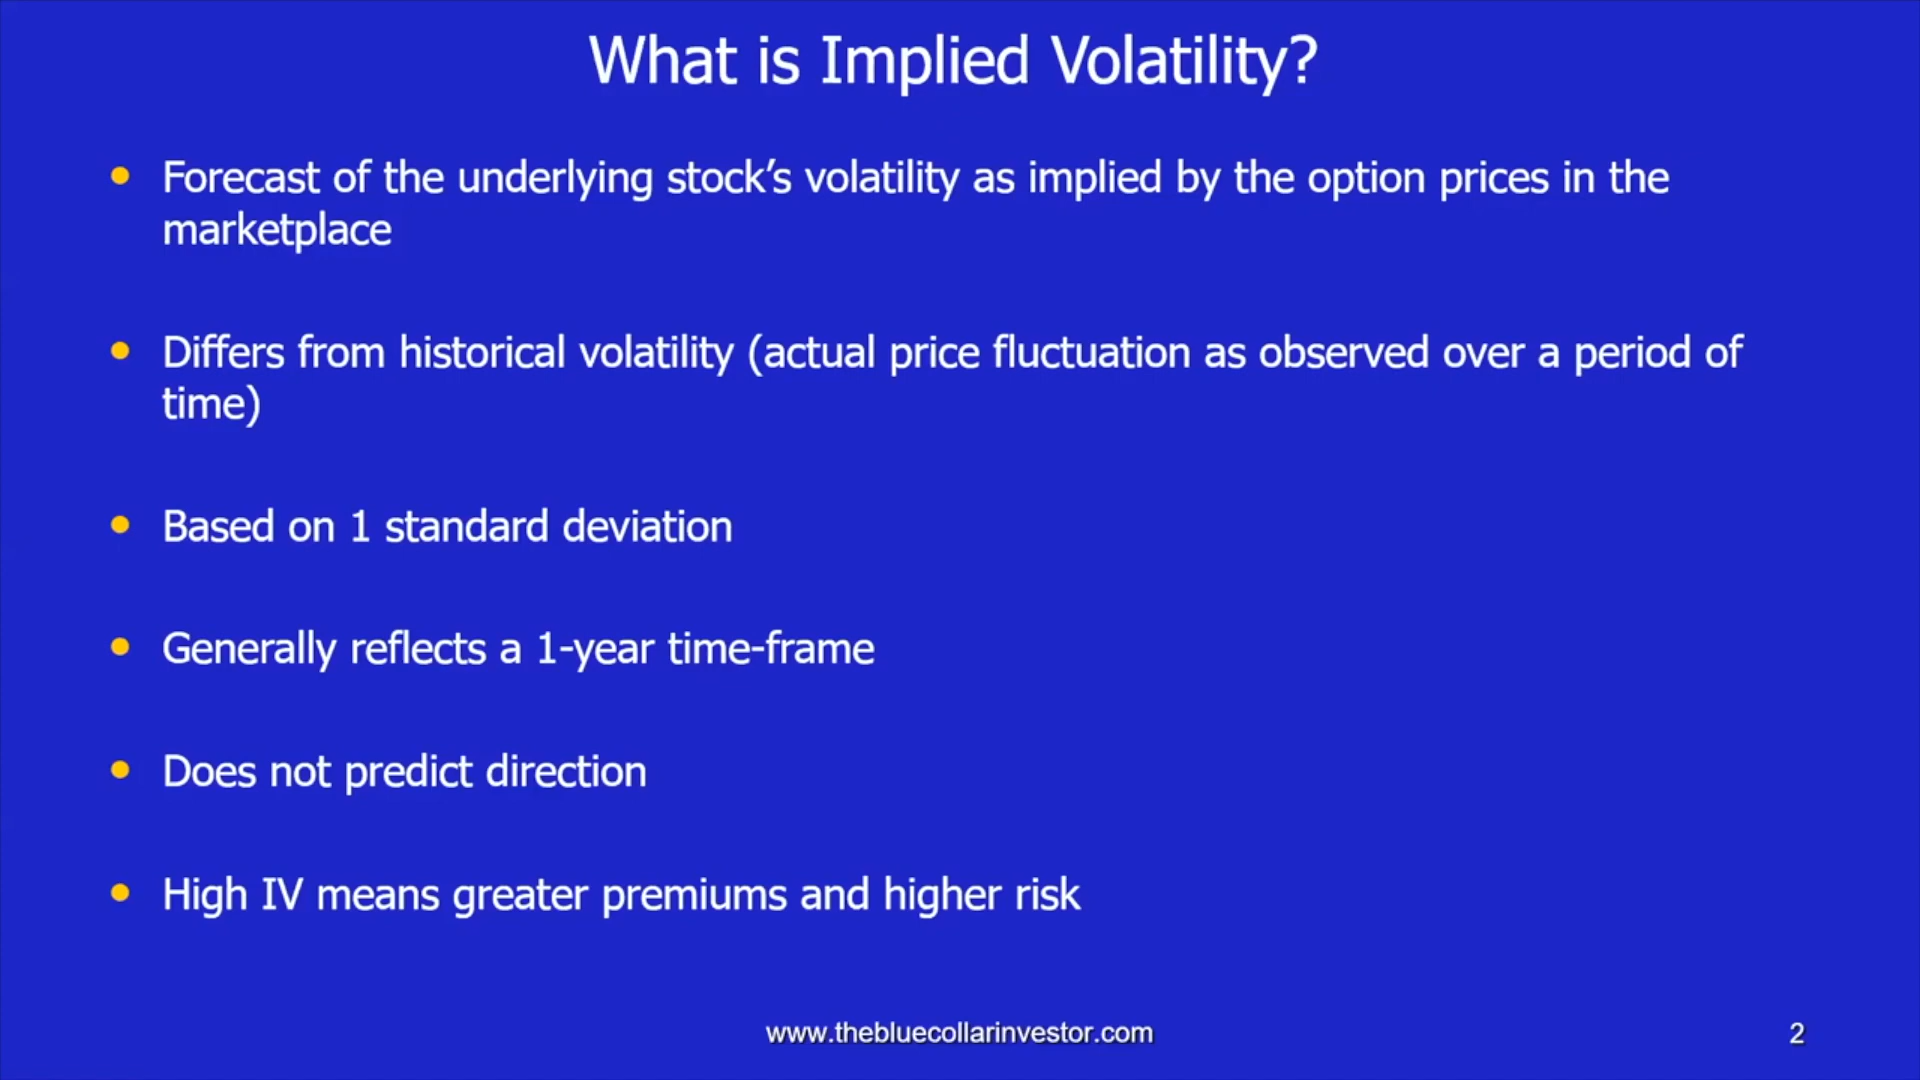 What is Implied Volatility?
• Forecast of the underlying stock’s volatility as implied by the option prices in the
marketplace
• Differs from historical volatility (actual price fluctuation as observed over a period of
time)
• Based on 1 standard deviation
• Generally reflects a 1-year time-frame
• Does not predict direction
• High IV means greater premiums and higher risk
www.thebluecollarinvestor.com
2